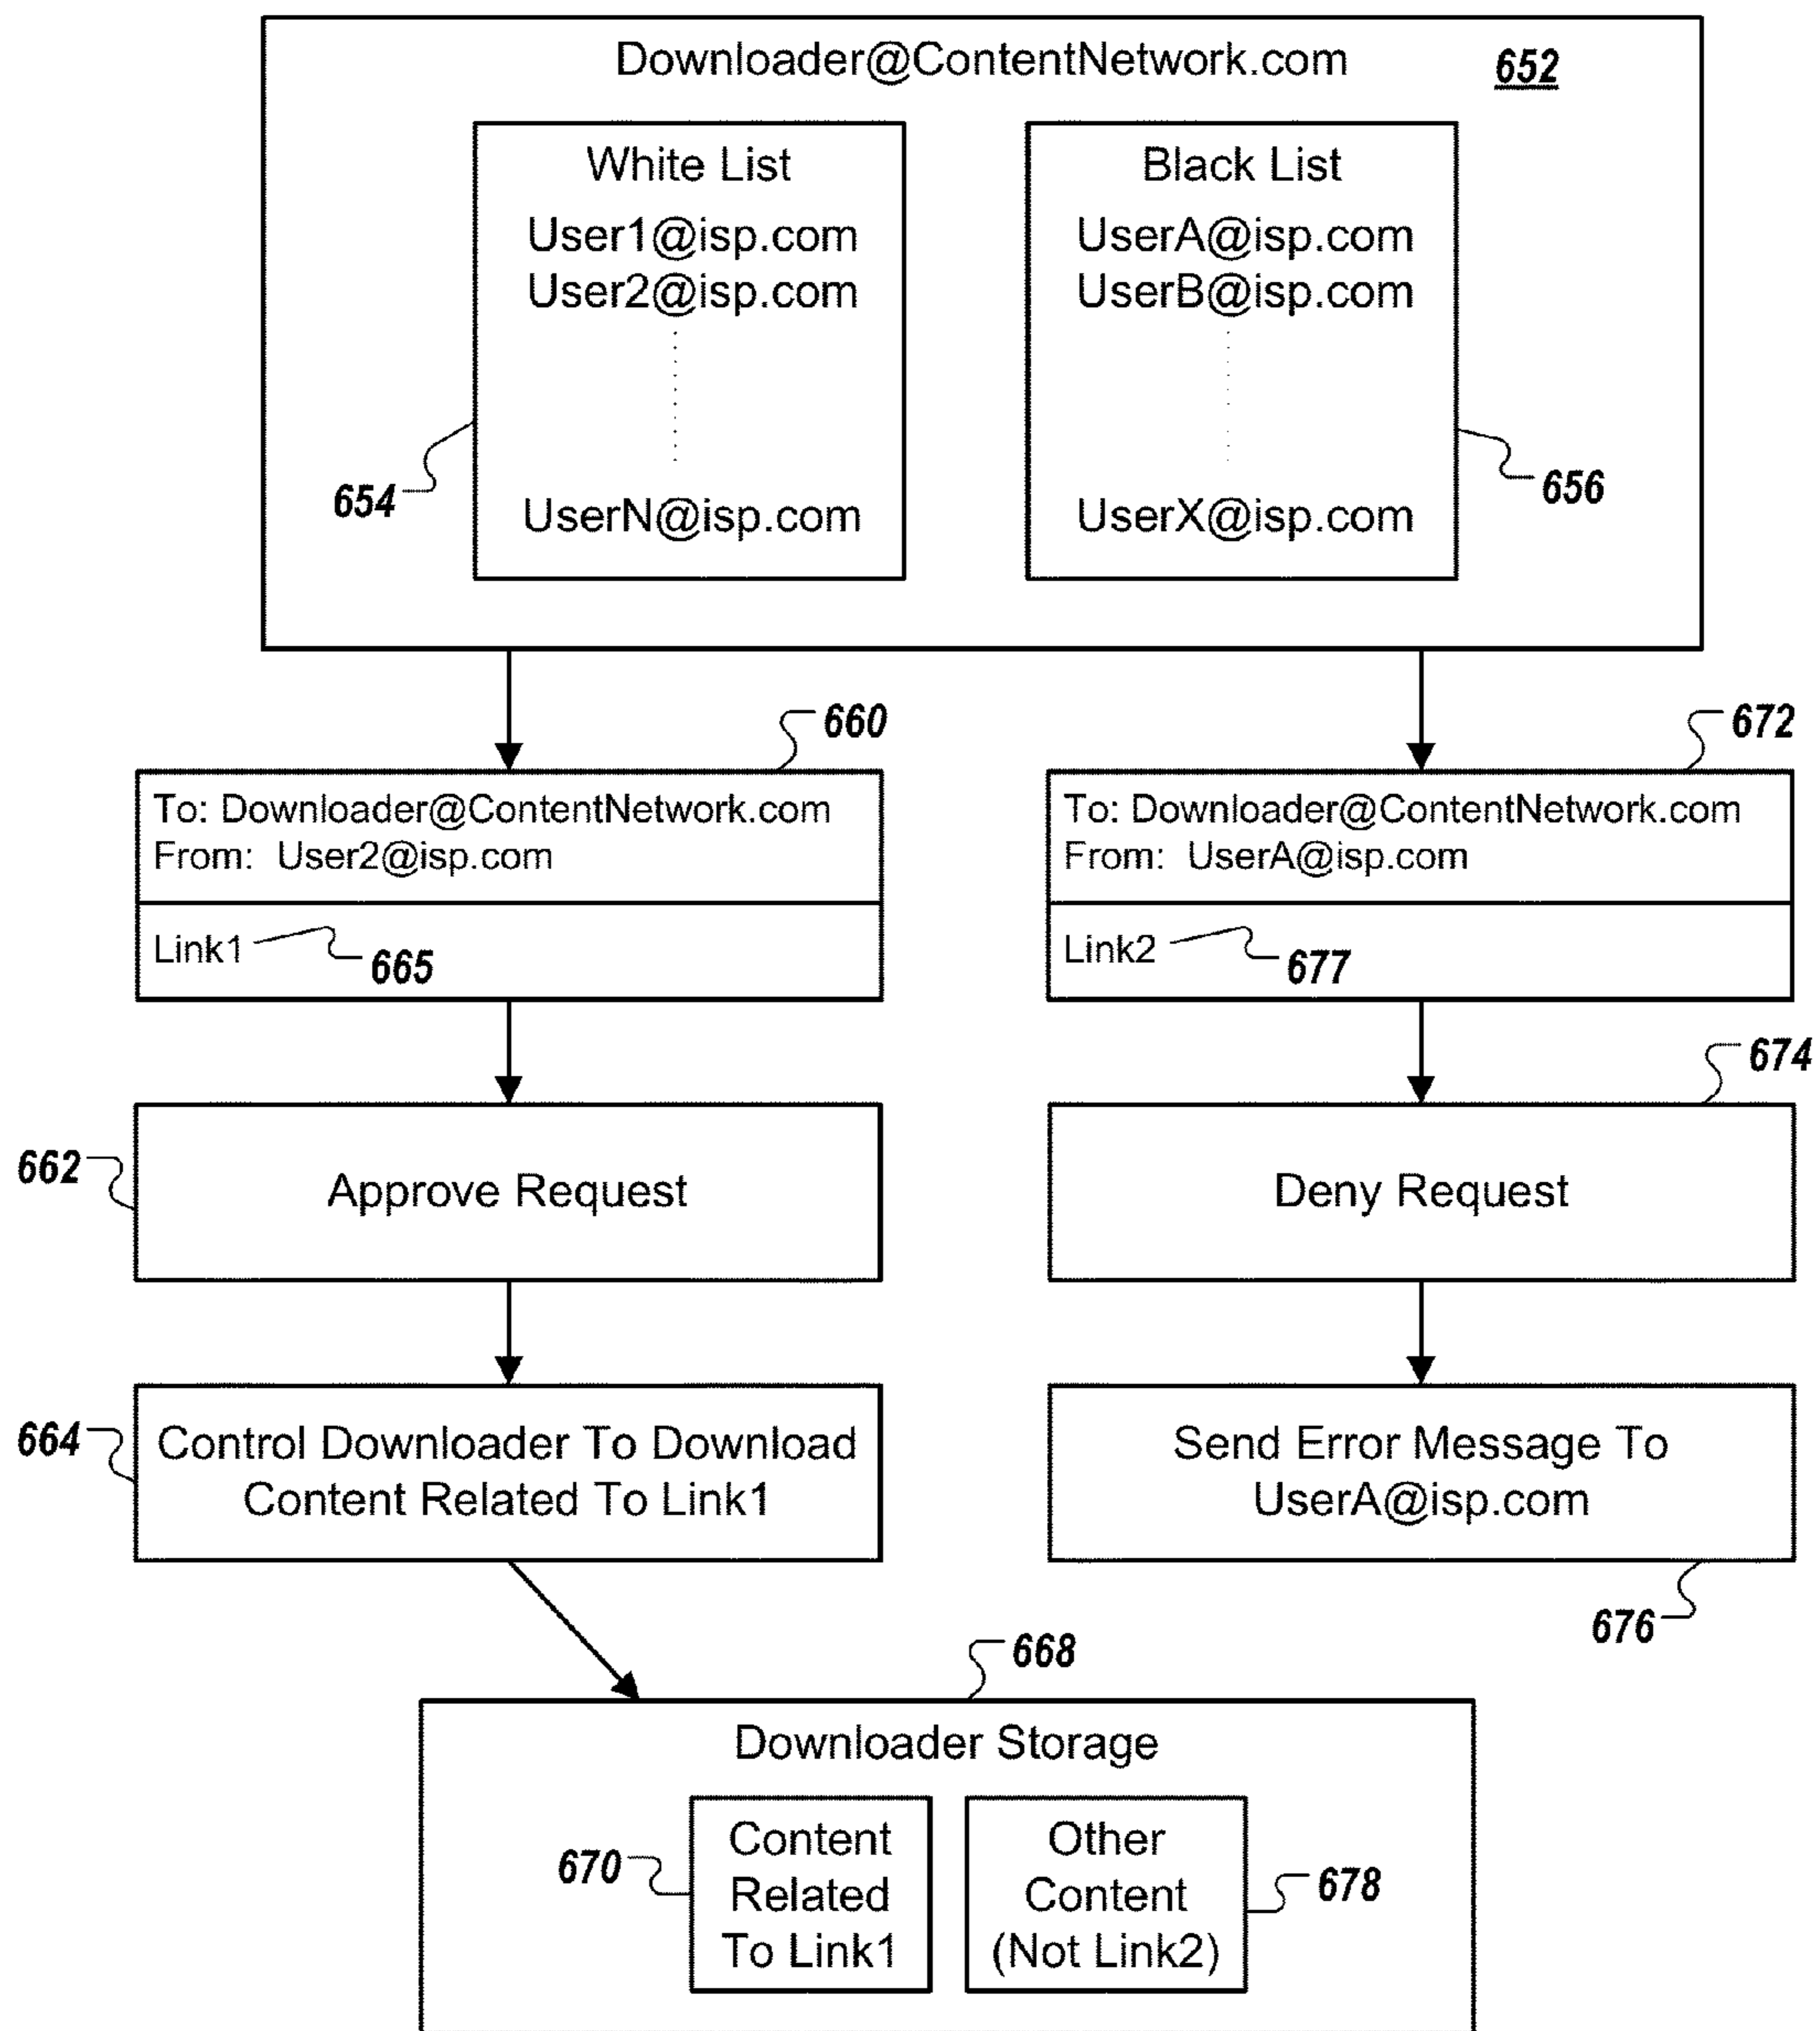 Downloader@ContentNetwork.com 652
White List
User1@isp.com
User2@isp.com
UserN@isp.com
654
Black List
UserA@isp.com
UserB@isp.com
UserX@isp.com
656
660
To: Downloader@ContentNetwork.com
From: User2@isp.com
Link1 665
672
To: Downloader@ContentNetwork.com
From: UserA@isp.com
Link2 677
662
Approve Request
674
Deny Request
664
Control Downloader To Download
Content Related To Link1
Send Error Message To
UserA@isp.com
676
668
Downloader Storage
670
Content
Related
To Link1
Other
Content
(Not Link2)
678